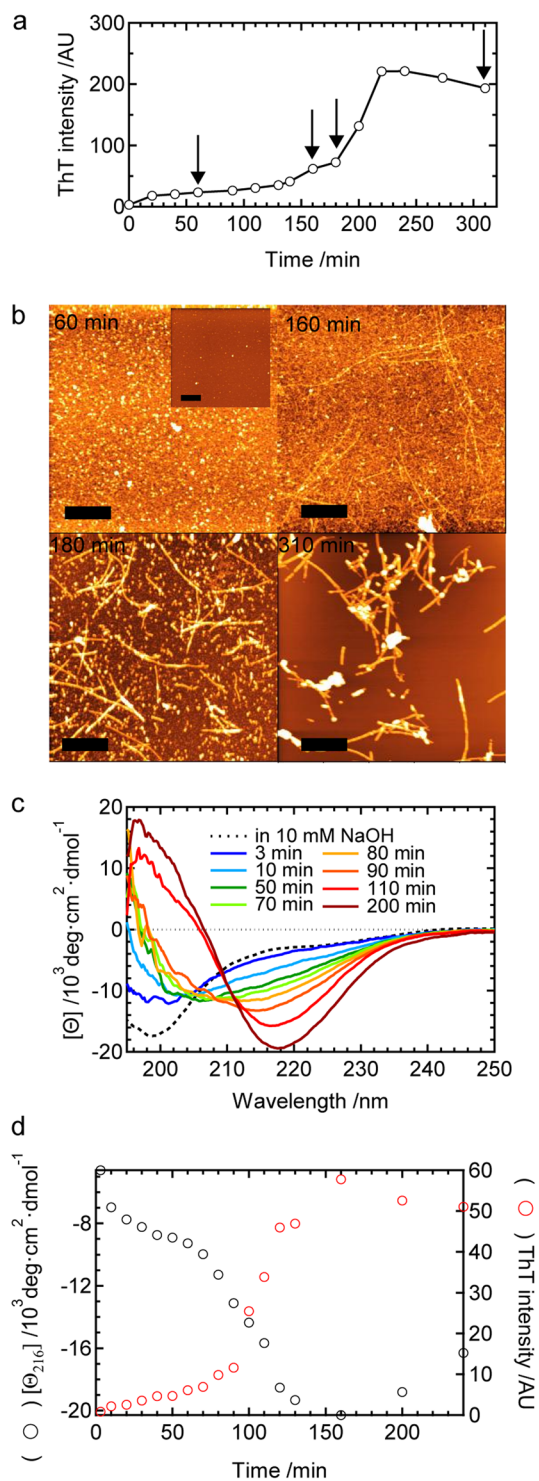 a
300
200
100
0
ThT intensity /AU
0 50 100 150 200 250 300
Time /min
b
60 min
160 min
180 min
310 min
c
20
10
0
-10
-20
[Θ] /10³deg·cm²·dmol⁻¹
in 10 mM NaOH
3 min 80 min
10 min 90 min
50 min 110 min
70 min 200 min
200 210 220 230 240 250
Wavelength /nm
d
-8
-12
-16
-20
( ) [Θ₂₁₆] /10³deg·cm²·dmol⁻¹
60
50
40
30
20
10
0
( ) ThT intensity /AU
0 50 100 150 200
Time /min